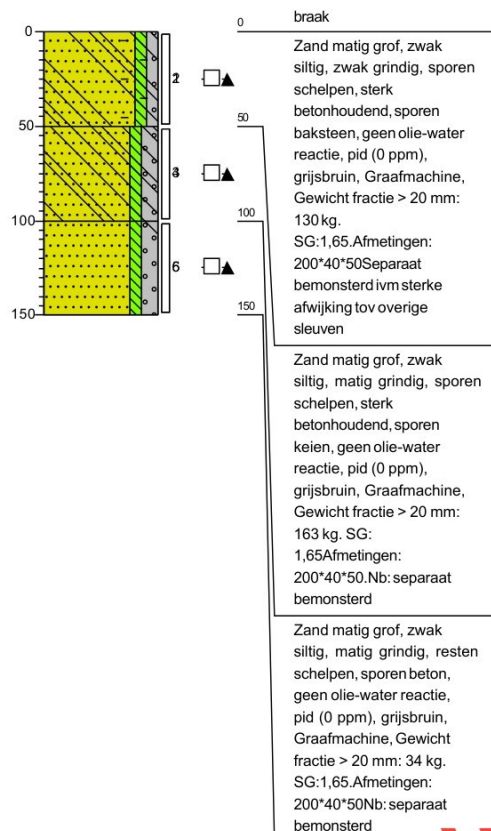 0
50
100
150
2
6
0
50
100
150
braak
Zand matig grof, zwak
siltig, zwak grindig, sporen
schelpen, sterk
betonhoudend, sporen
baksteen, geen olie-water
reactie, pid (0 ppm),
grijsbruin, Graafmachine,
Gewicht fractie > 20 mm:
130 kg.
SG:1,65.Afmetingen:
200*40*50Separaat
bemonsterd ivm sterke
afwijking tov overige
sleuven
Zand matig grof, zwak
siltig, matig grindig, sporen
schelpen, sterk
betonhoudend, sporen
keien, geen olie-water
reactie, pid (0 ppm),
grijsbruin, Graafmachine,
Gewicht fractie > 20 mm:
163 kg. SG:
1,65Afmetingen:
200*40*50.Nb: separaat
bemonsterd
Zand matig grof, zwak
siltig, matig grindig, resten
schelpen, sporen beton,
geen olie-water reactie,
pid (0 ppm), grijsbruin,
Graafmachine, Gewicht
fractie > 20 mm: 34 kg.
SG:1,65.Afmetingen:
200*40*50Nb: separaat
bemonsterd